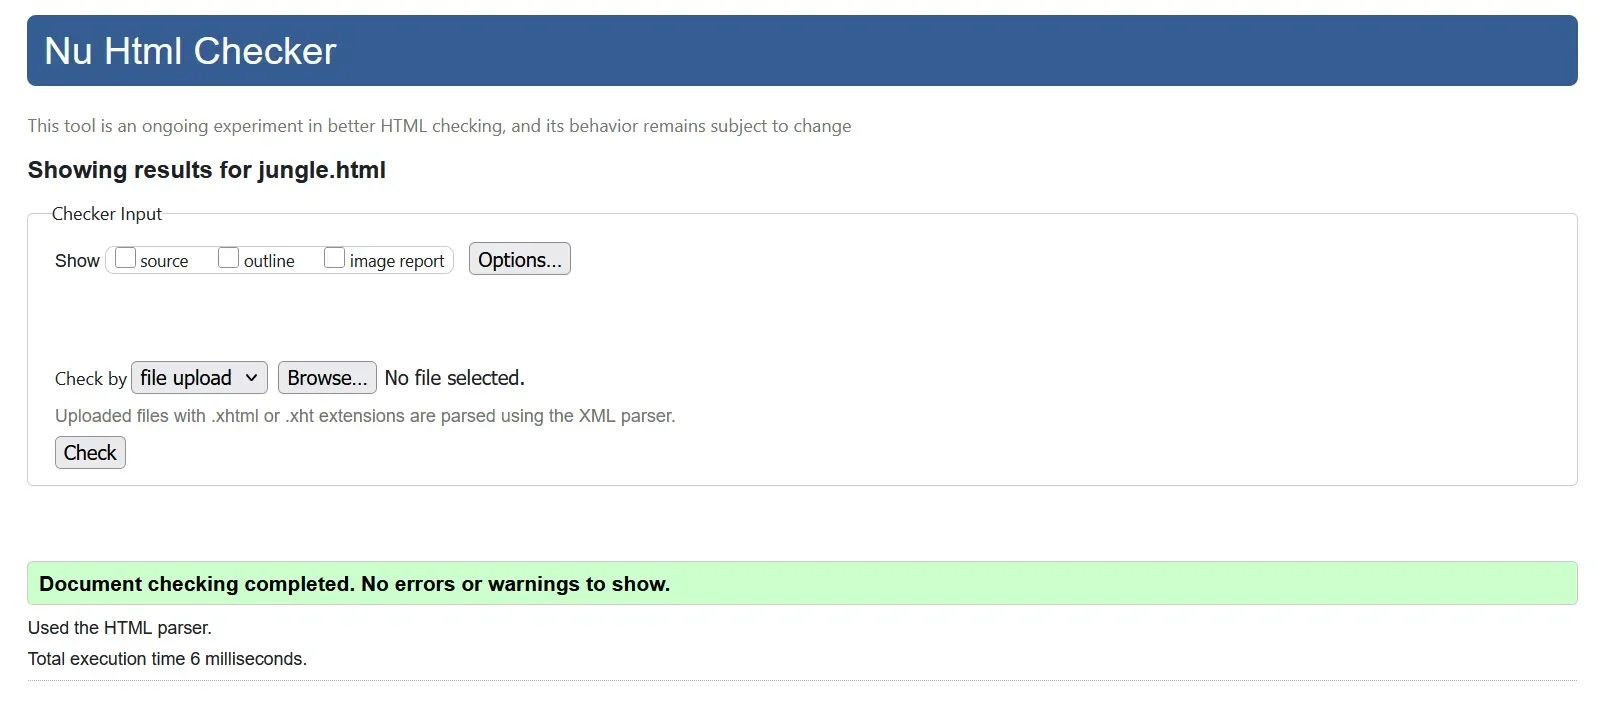 Nu Html Checker
This tool is an ongoing experiment in better HTML checking, and its behavior remains subject to change
Showing results for jungle.html
Checker Input
Show source outline image report Options...
Check by file upload Browse... No file selected.
Uploaded files with .xhtml or .xht extensions are parsed using the XML parser.
Check
Document checking completed. No errors or warnings to show.
Used the HTML parser.
Total execution time 6 milliseconds.